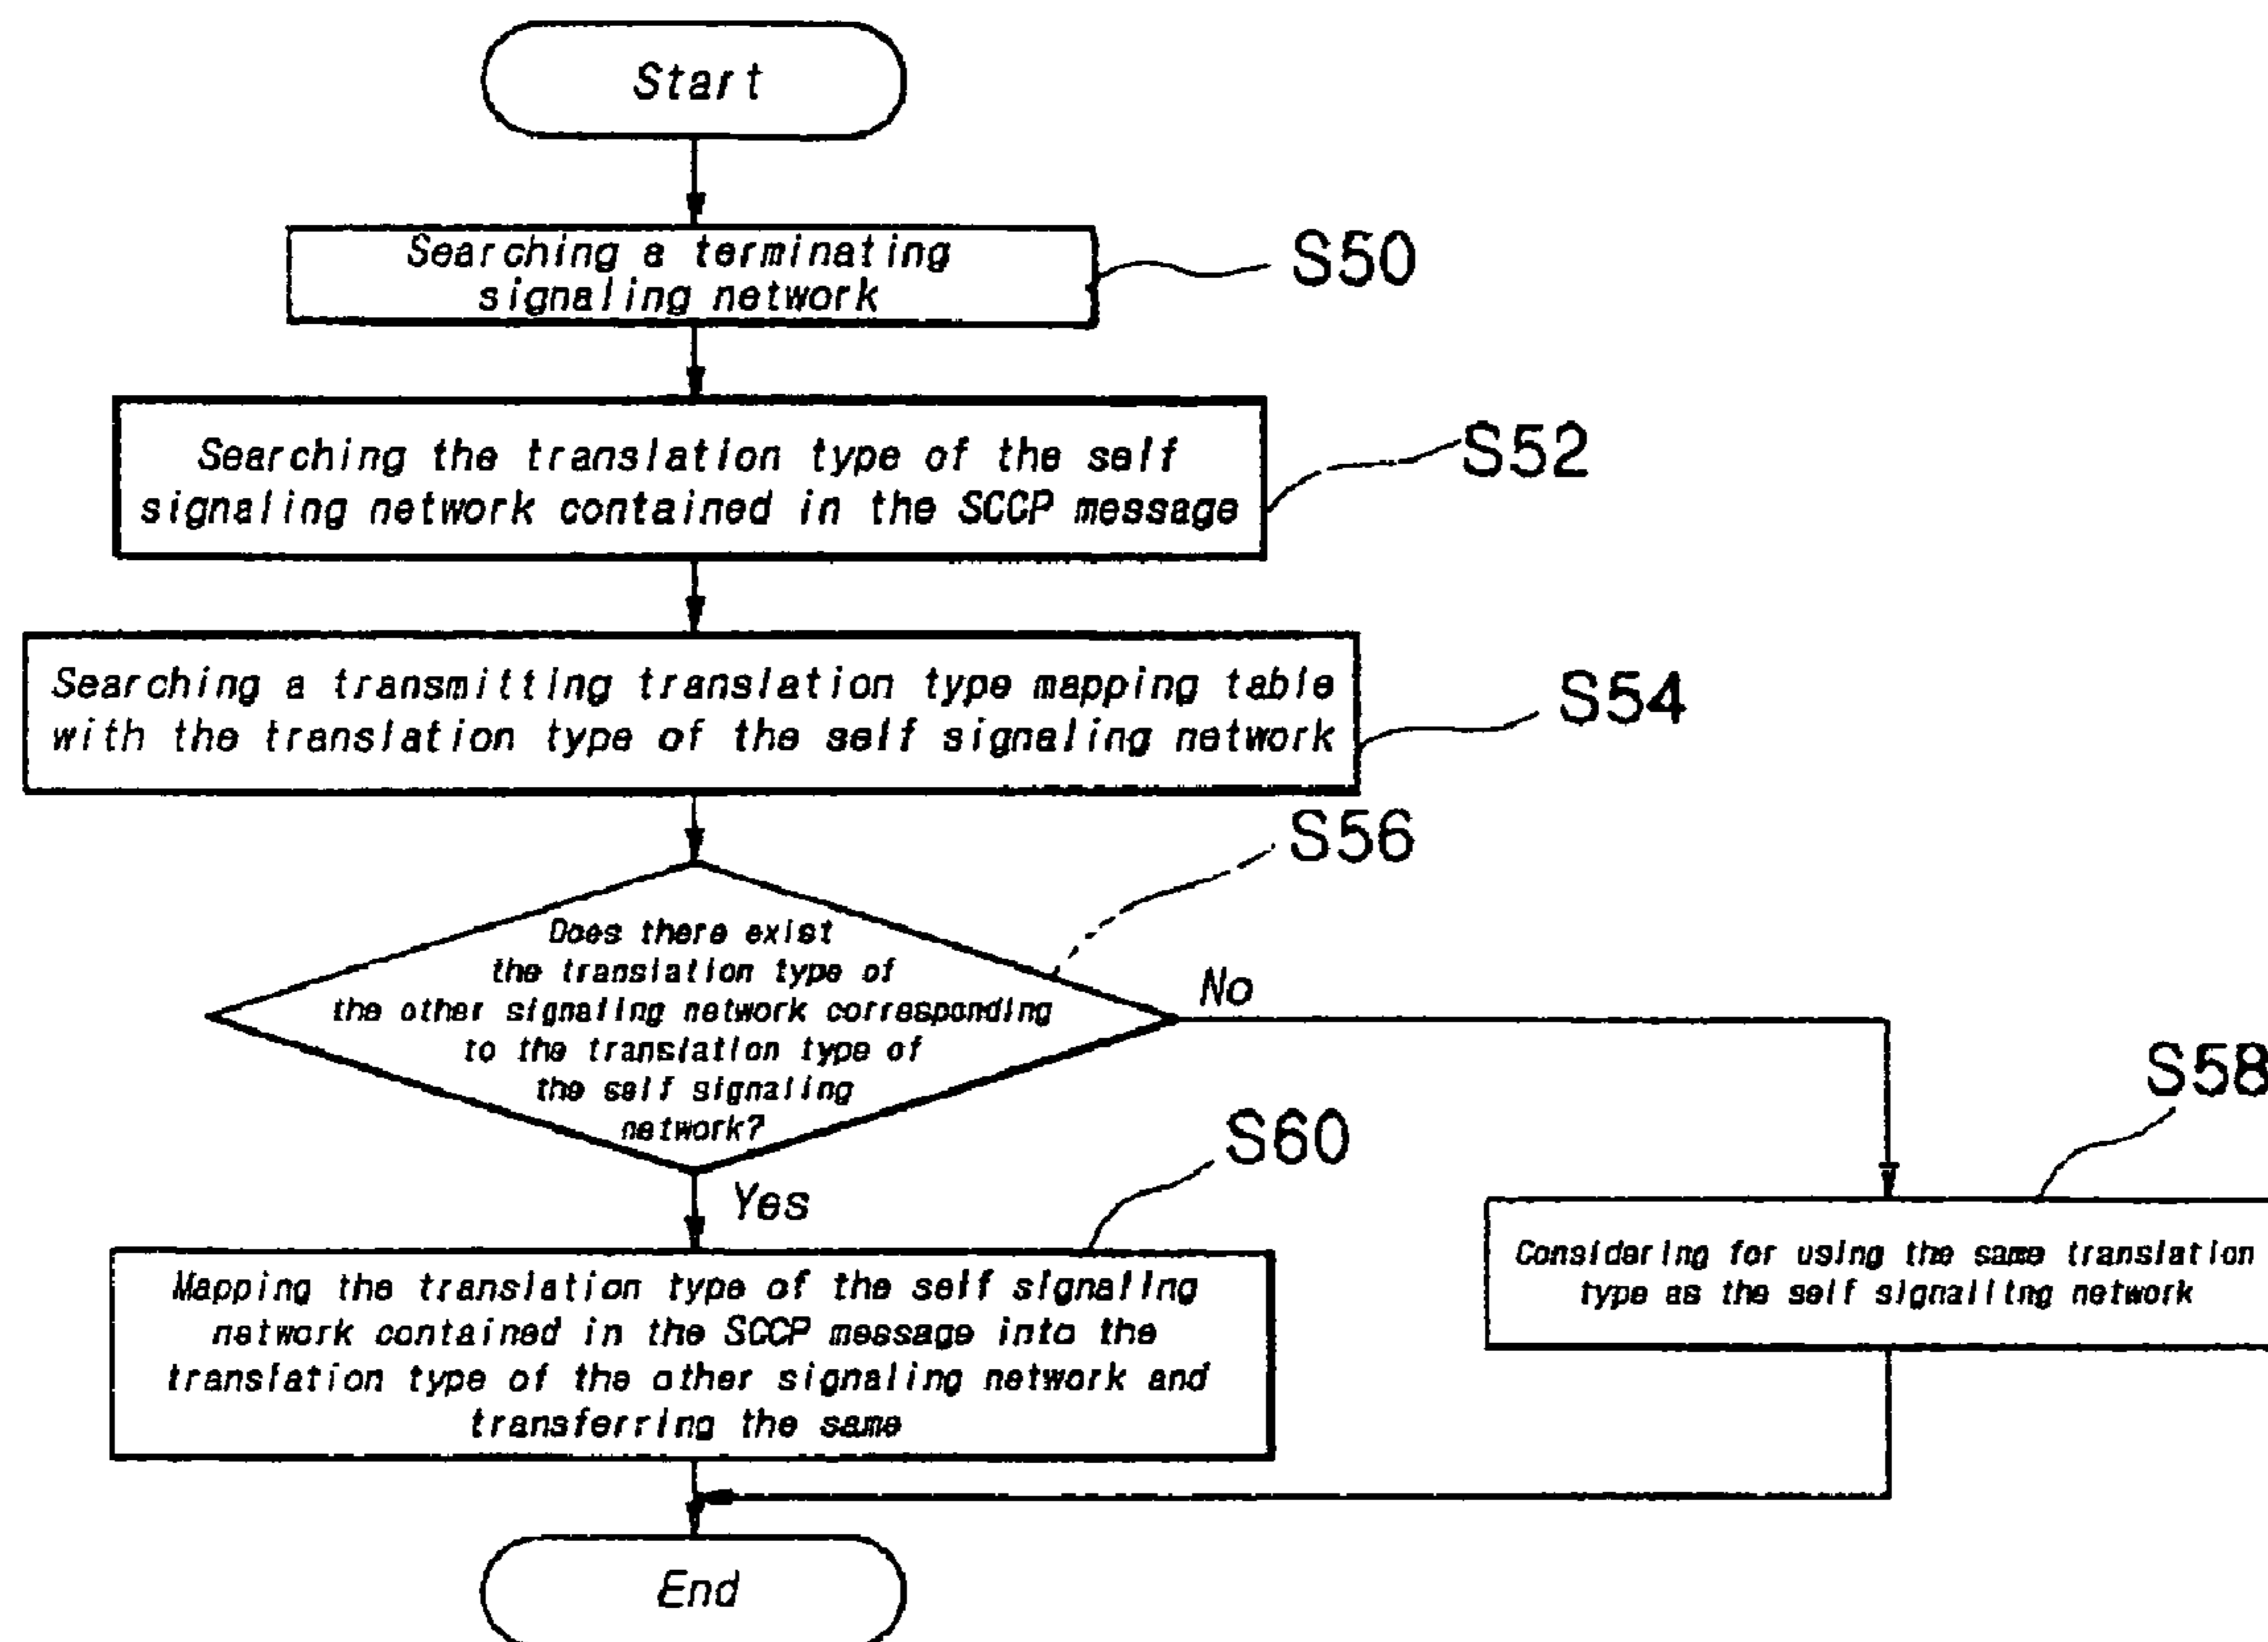 Start
Searching a terminating
signaling network
S50
Searching the translation type of the self
signaling network contained in the SCCP message
S52
Searching a transmitting translation type mapping table
with the translation type of the self signaling network
S54
S56
Does there exist
the translation type of
the other signaling network corresponding
to the translation type of
the self signaling
network?
No
S58
Yes
S60
Mapping the translation type of the self signaling
network contained in the SCCP message into the
translation type of the other signaling network and
transferring the same
Considering for using the same translation
type as the self signalling network
End